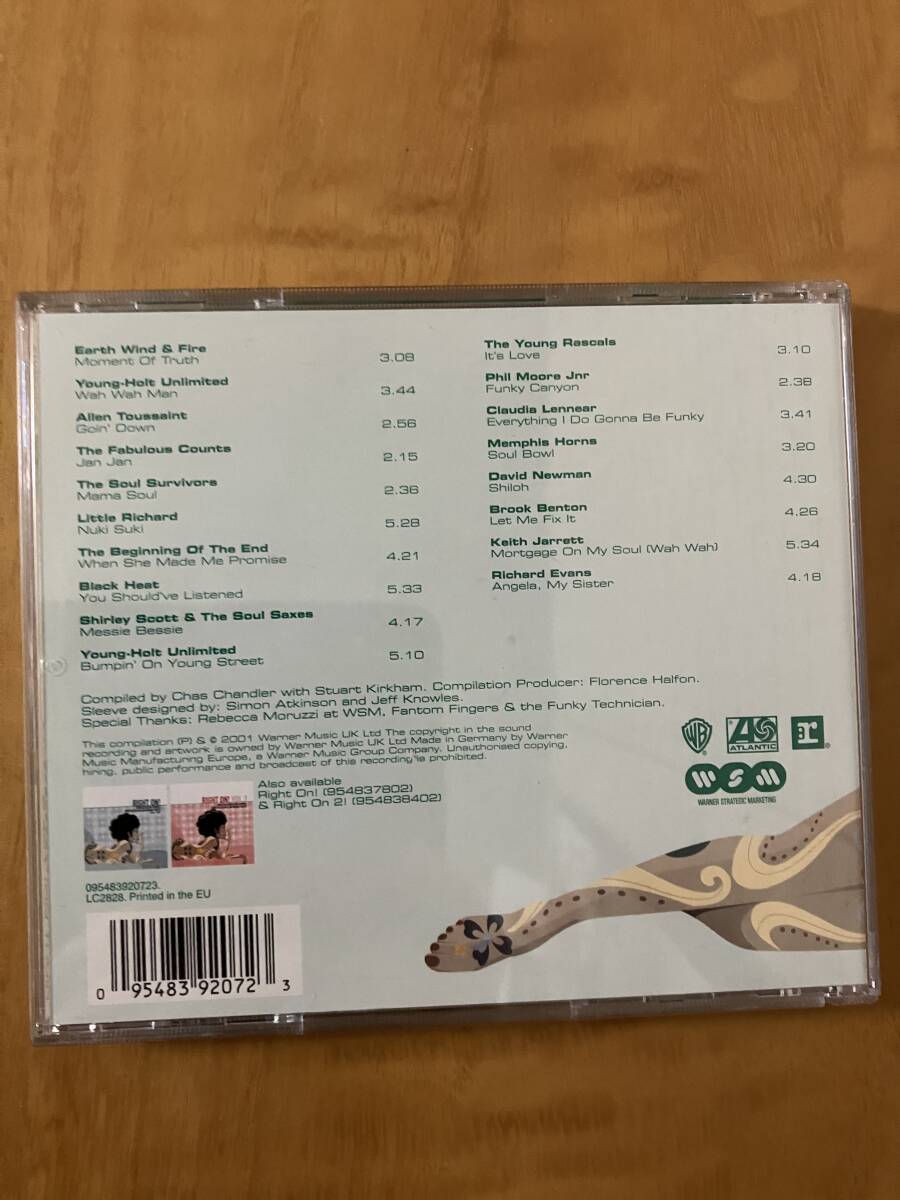 Earth Wind & Fire
Moment Of Truth 3.08
Young-Holt Unlimited
Wah Wah Man 3.44
Allen Toussaint
Goin' Down 2.56
The Fabulous Counts
Jan Jan 2.15
The Soul Survivors
Mama Soul 2.36
Little Richard
Nuki Suki 5.28
The Beginning Of The End
When She Made Me Promise 4.21
Black Heat
You Should've Listened 5.33
Shirley Scott & The Soul Saxes
Messie Bessie 4.17
Young-Holt Unlimited
Bumpin' On Young Street 5.10
The Young Rascals
It's Love 3.10
Phil Moore Jnr
Funky Canyon 2.38
Claudia Lennear
Everything I Do Gonna Be Funky 3.41
Memphis Horns
Soul Bowl 3.20
David Newman
Shiloh 4.30
Brook Benton
Let Me Fix It 4.26
Keith Jarrett
Mortgage On My Soul (Wah Wah) 5.34
Richard Evans
Angela, My Sister 4.18
Compiled by Chas Chandler with Stuart Kirkham. Compilation Producer: Florence Halfon.
Sleeve designed by: Simon Atkinson and Jeff Knowles.
Special Thanks: Rebecca Moruzzi at WSM, Fantom Fingers & the Funky Technician.
This compilation (P) & © 2001 Warner Music UK Ltd The copyright in the sound
recording and artwork is owned by Warner Music UK Ltd Made in Germany by Warner
Music Manufacturing Europe, a Warner Music Group Company. Unauthorised copying,
hiring, public performance and broadcast of this recording is prohibited.
WB
ATLANTIC
r
WSM
WARNER STRATEGIC MARKETING
Also available
Right On! (954837802)
& Right On 2! (954838402)
RIGHT ON!
RIGHT ON!
095483920723.
LC2828. Printed in the EU
0 95483 92072 3